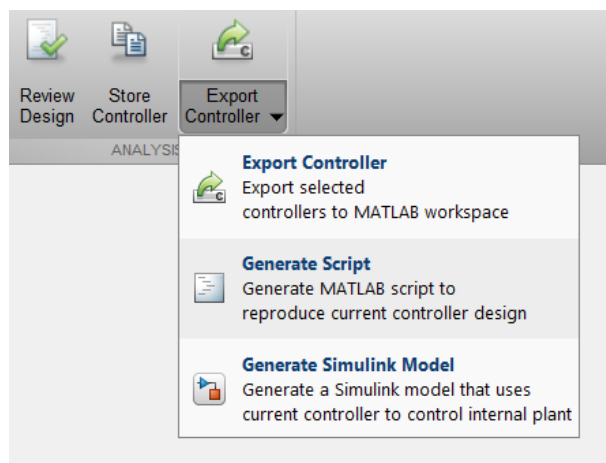 Review Store Export
Design Controller Controller
ANALYSIS
Export Controller
Export selected
controllers to MATLAB workspace
Generate Script
Generate MATLAB script to
reproduce current controller design
Generate Simulink Model
Generate a Simulink model that uses
current controller to control internal plant